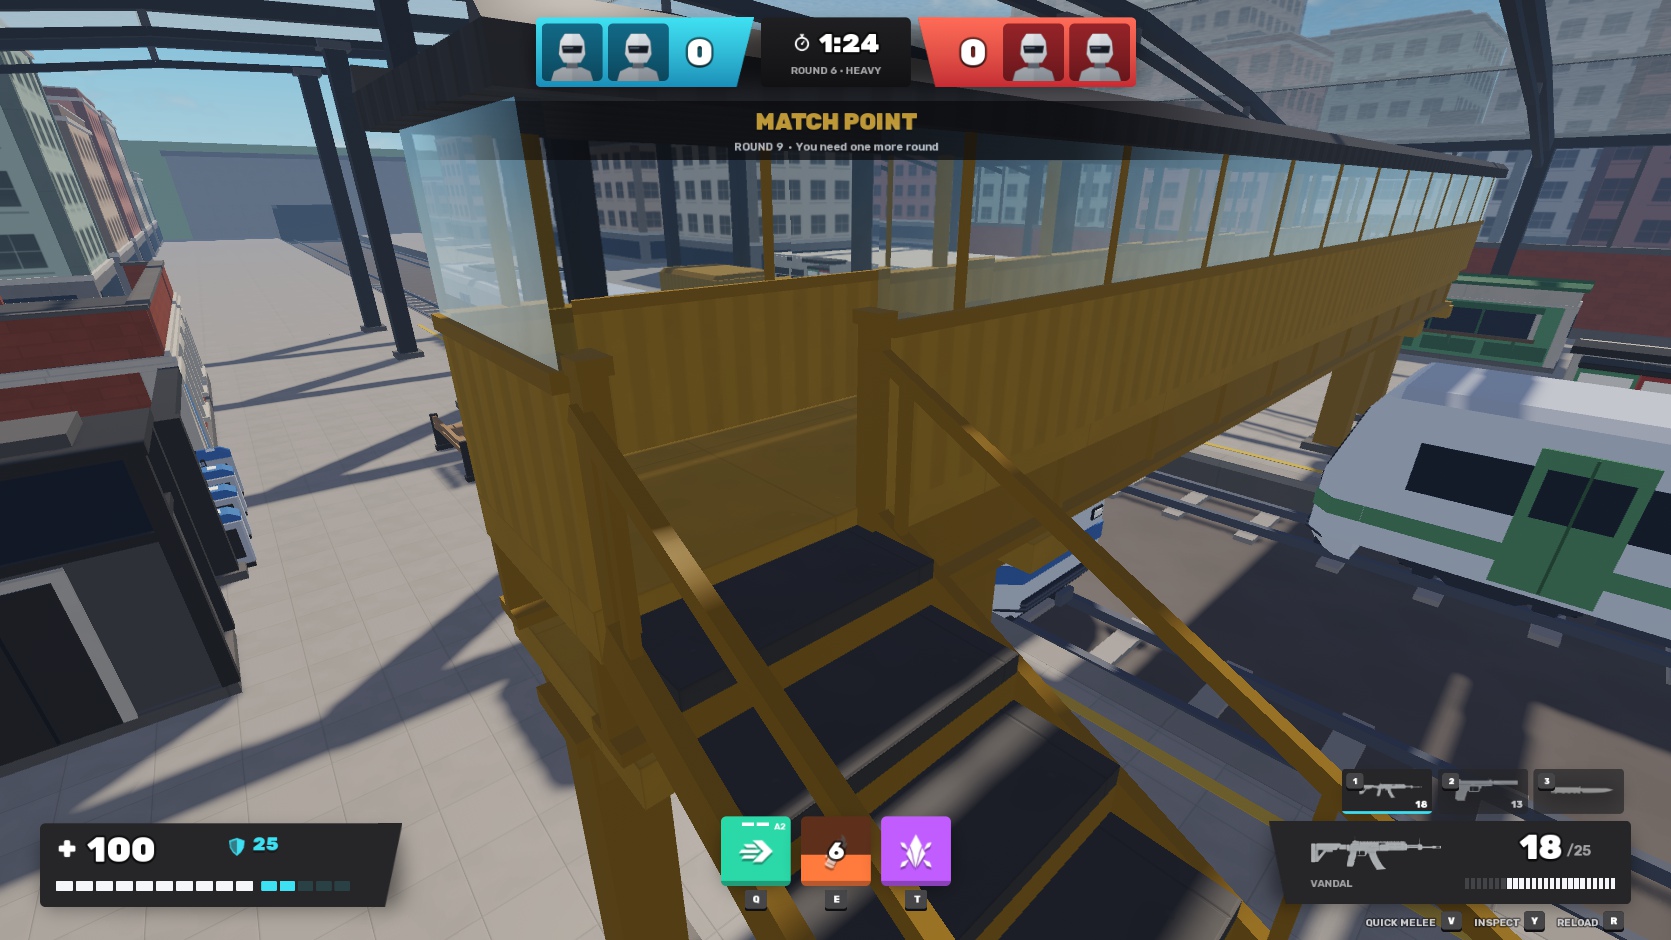 0
1:24
ROUND 6 • HEAVY
0
MATCH POINT
ROUND 9 • You need one more round
1
18
2
13
3
100
25
A2
6
Q
E
T
18 /25
VANDAL
QUICK MELEE V
INSPECT Y
RELOAD R